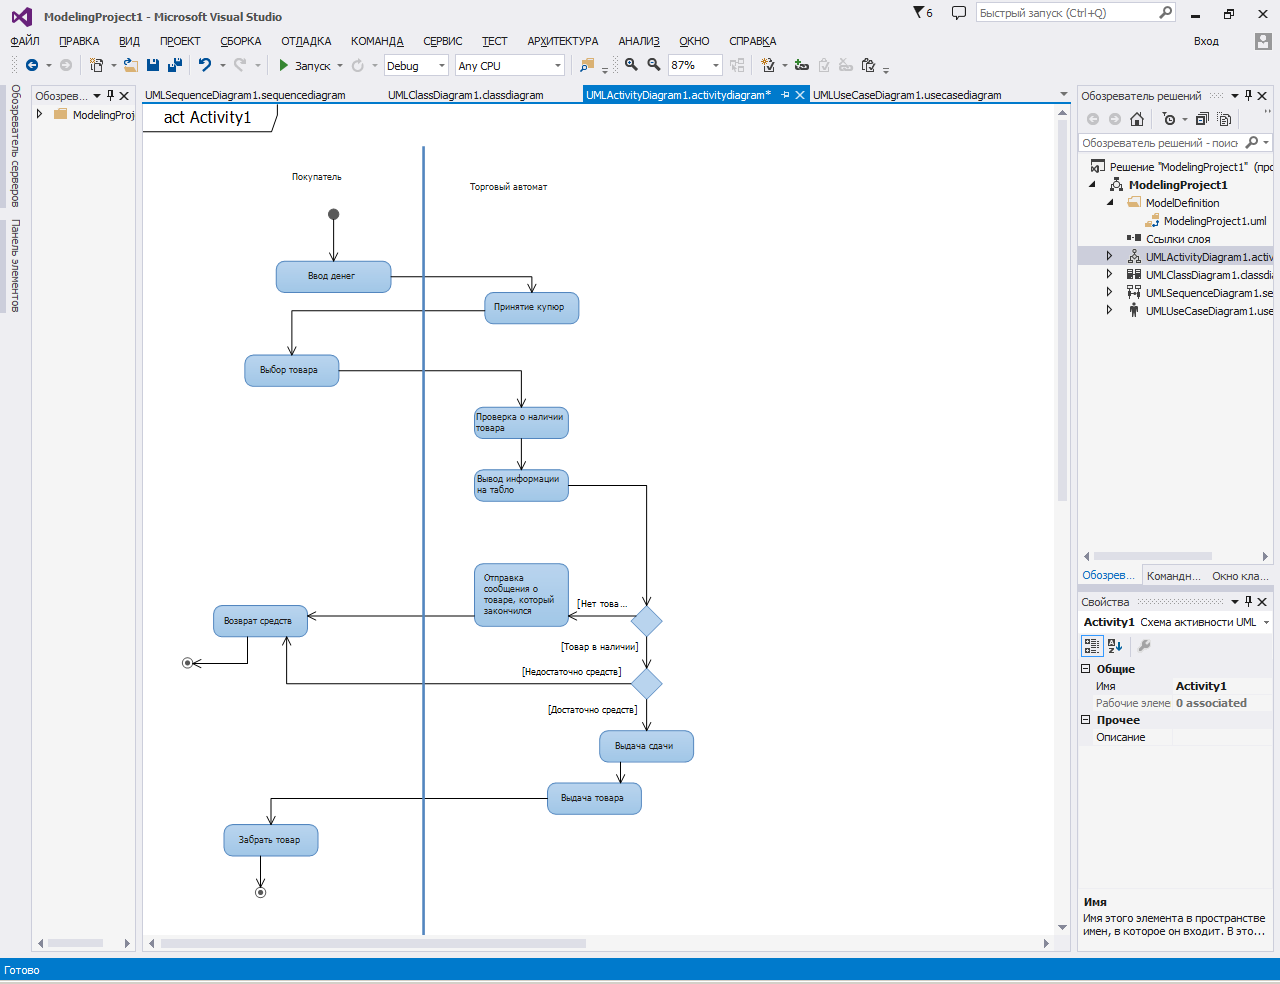 ModelingProject1 - Microsoft Visual Studio
6
Быстрый запуск (Ctrl+Q)
ФАЙЛ ПРАВКА ВИД ПРОЕКТ СБОРКА ОТЛАДКА КОМАНДА СЕРВИС ТЕСТ АРХИТЕКТУРА АНАЛИЗ ОКНО СПРАВКА
Вход
Запуск
Debug
Any CPU
87%
Обозреватель серверов
Панель элементов
Обозрев...
ModelingProj
UMLSequenceDiagram1.sequencediagram
UMLClassDiagram1.classdiagram
UMLActivityDiagram1.activitydiagram*
UMLUseCaseDiagram1.usecasediagram
act Activity1
Покупатель
Торговый автомат
Ввод денег
Принятие купюр
Выбор товара
Проверка о наличии
товара
Вывод информации
на табло
Отправка
сообщения о
товаре, который
закончился
[Нет това ...
Возврат средств
[Товар в наличии]
[Недостаточно средств]
[Достаточно средств]
Выдача сдачи
Выдача товара
Забрать товар
Обозреватель решений
Обозреватель решений - поис
Решение "ModelingProject1" (про
ModelingProject1
ModelDefinition
ModelingProject1.uml
Ссылки слоя
UMLActivityDiagram1.activ
UMLClassDiagram1.classdia
UMLSequenceDiagram1.se
UMLUseCaseDiagram1.use
Обозрев...
Командн...
Окно кла...
Свойства
Activity1 Схема активности UML
Общие
Имя Activity1
Рабочие элеме 0 associated
Прочее
Описание
Имя
Имя этого элемента в пространстве
имен, в которое он входит. В это...
Готово